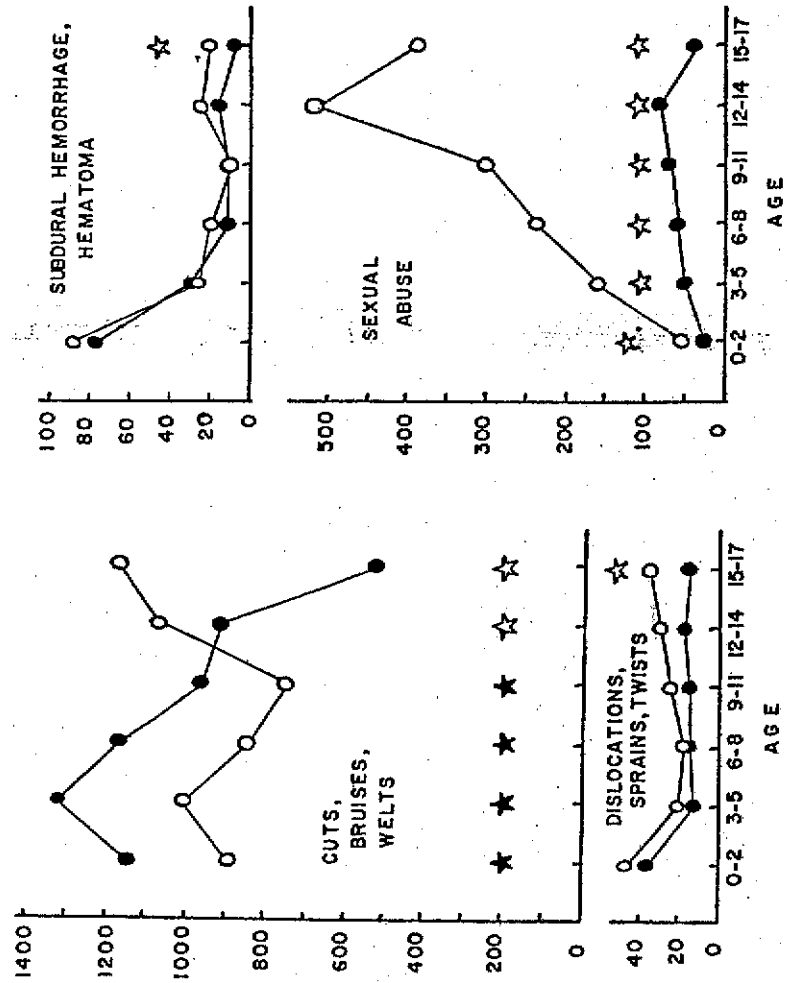 1400
1200
1000
800
600
400
200
0
CUTS,
BRUISES,
WELTS
40
20
0
DISLOCATIONS,
SPRAINS, TWISTS
0-2 3-5 6-8 9-11 12-14 15-17
AGE
100
80
60
40
20
0
SUBDURAL HEMORRHAGE,
HEMATOMA
500
400
300
200
100
0
SEXUAL
ABUSE
0-2 3-5 6-8 9-11 12-14 15-17
AGE